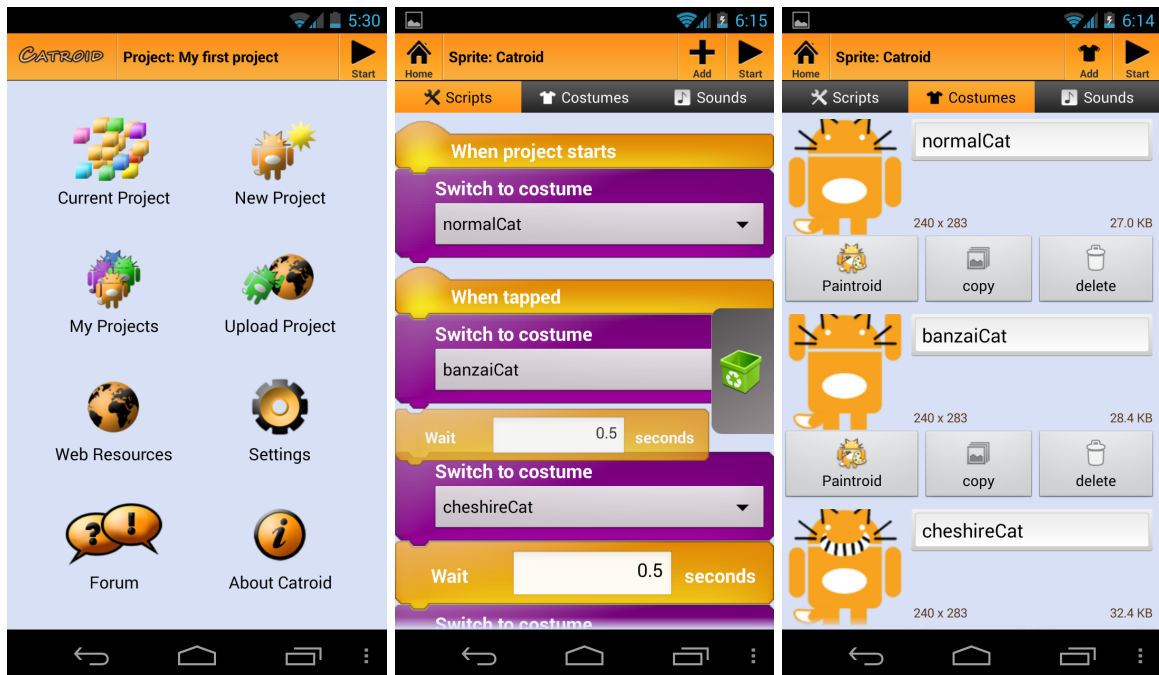 5:30
CATROID
Project: My first project
Start
Current Project
New Project
My Projects
Upload Project
Web Resources
Settings
?
!
i
Forum
About Catroid
6:15
Home
Sprite: Catroid
Add
Start
Scripts
Costumes
Sounds
When project starts
Switch to costume
normalCat
When tapped
Switch to costume
banzaiCat
Wait 0.5 seconds
Switch to costume
cheshireCat
Wait 0.5 seconds
Switch to costume
6:14
Home
Sprite: Catroid
Add
Start
Scripts
Costumes
Sounds
normalCat
240 x 283
27.0 KB
Paintroid
copy
delete
banzaiCat
240 x 283
28.4 KB
Paintroid
copy
delete
cheshireCat
240 x 283
32.4 KB